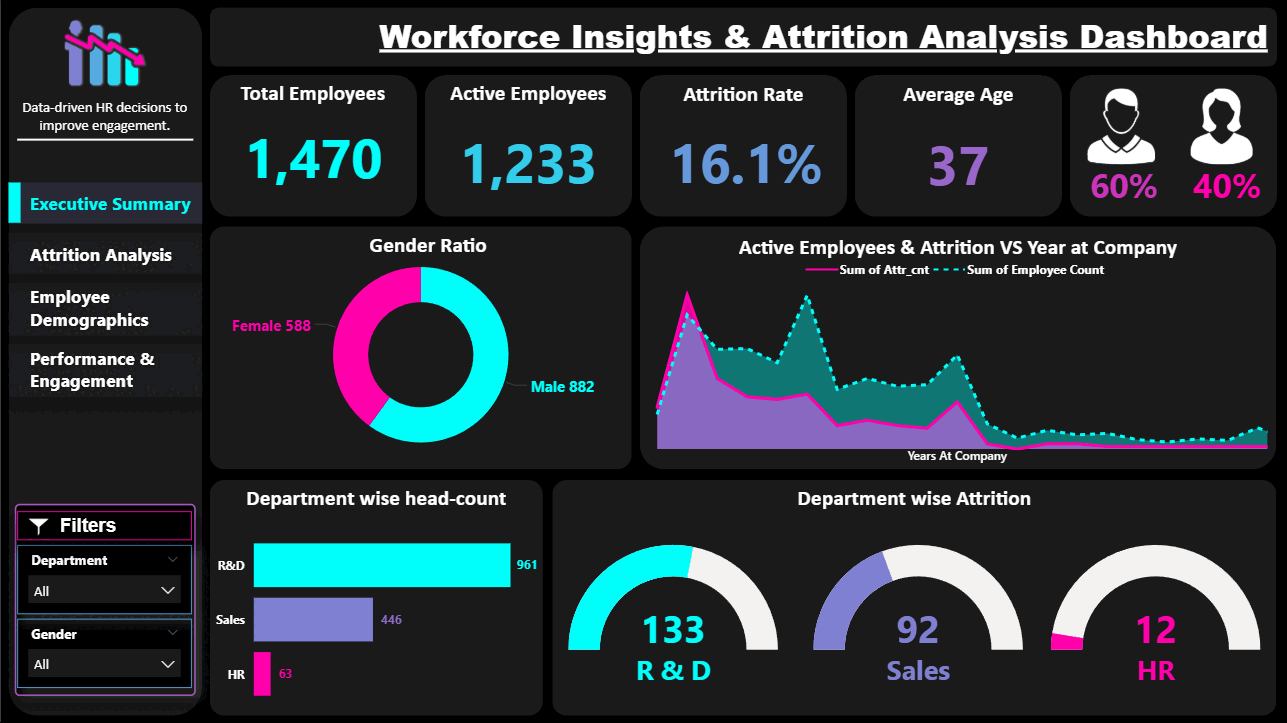 Workforce Insights & Attrition Analysis Dashboard
Data-driven HR decisions to
improve engagement.
Executive Summary
Attrition Analysis
Employee
Demographics
Performance &
Engagement
Filters
Department
All
Gender
All
Total Employees
1,470
Active Employees
1,233
Attrition Rate
16.1%
Average Age
37
60%
40%
Gender Ratio
Female 588
Male 882
Active Employees & Attrition VS Year at Company
Sum of Attr_cnt
Sum of Employee Count
Years At Company
Department wise head-count
R&D
961
Sales
446
HR
63
Department wise Attrition
133
R & D
92
Sales
12
HR